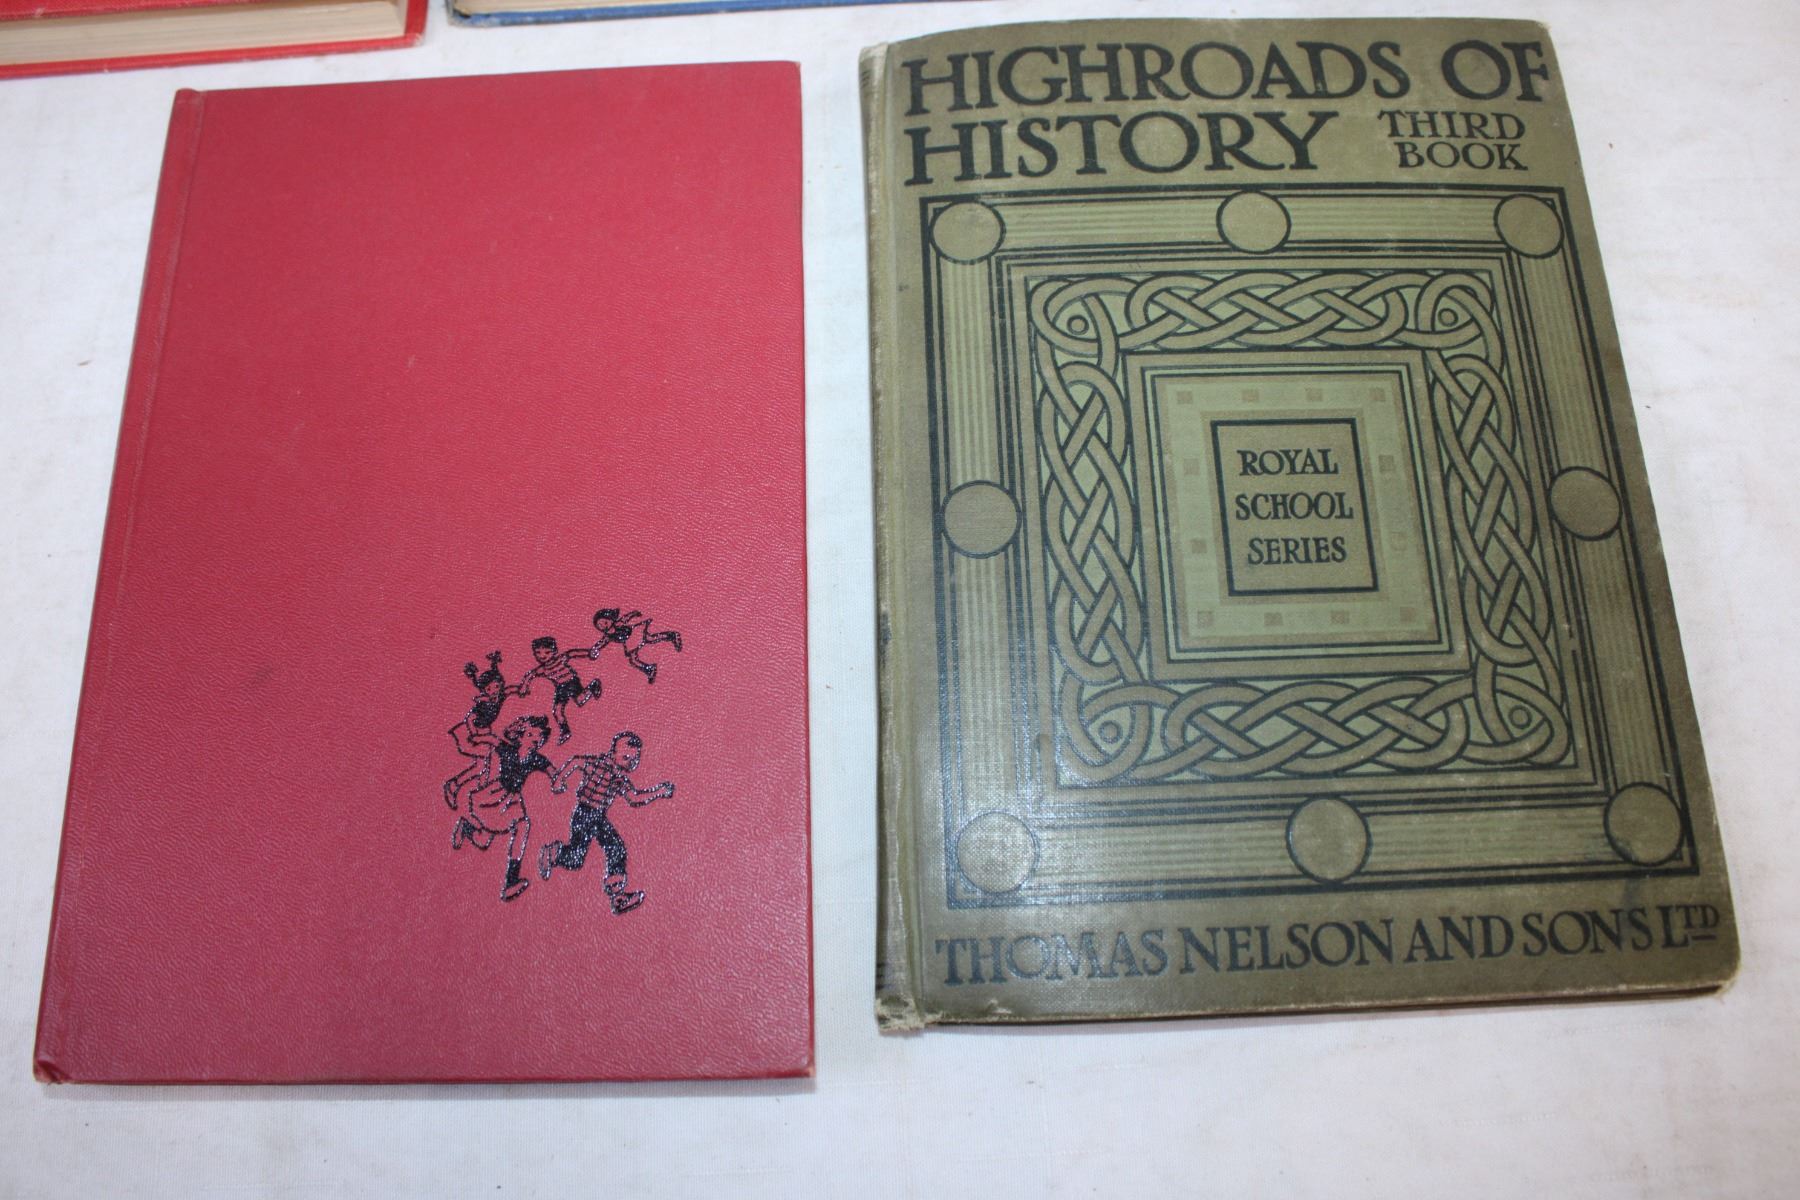 HIGHROADS OF
HISTORY THIRD
BOOK
ROYAL
SCHOOL
SERIES
THOMAS NELSON AND SONS LTD